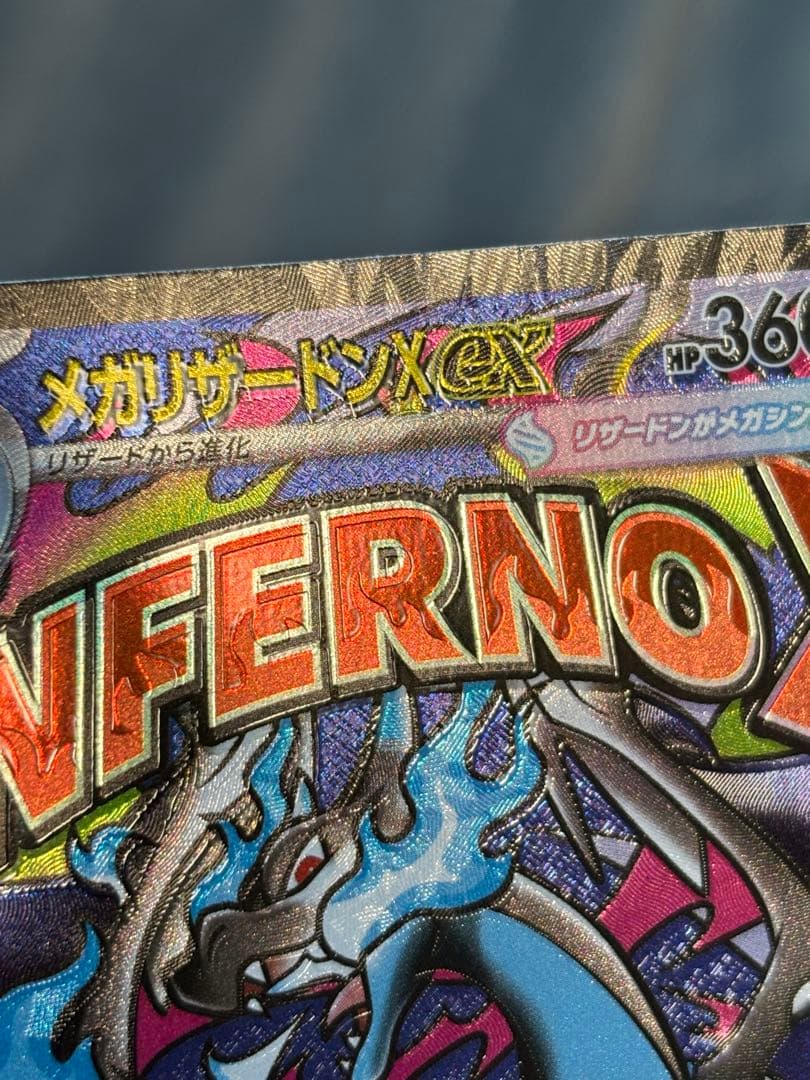 メガリザードンXex HP360
リザードから進化
リザードンがメガシン
INFERNO X